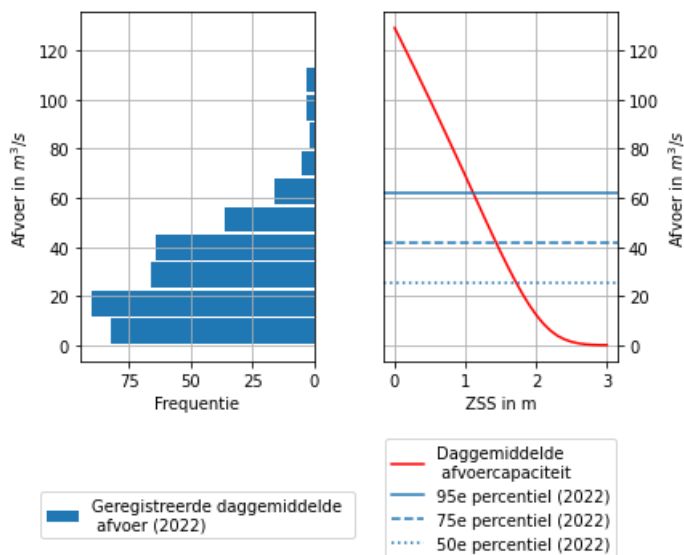 120
100
80
60
40
20
0
Afvoer in m³/s
75
50
25
0
Frequentie
120
100
80
60
40
20
0
Afvoer in m³/s
0
1
2
3
ZSS in m
Geregistreerde daggemiddelde
afvoer (2022)
Daggemiddelde
afvoercapaciteit
95e percentiel (2022)
75e percentiel (2022)
50e percentiel (2022)